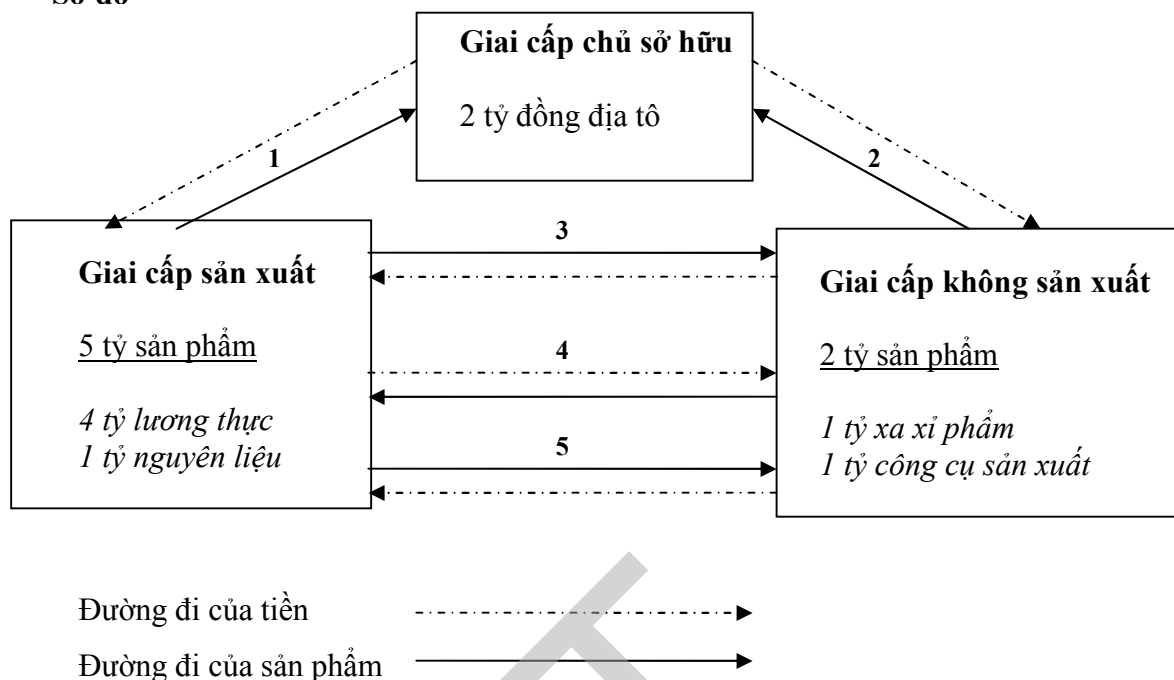 Sơ đồ
Giai cấp chủ sở hữu
2 tỷ đồng địa tô
1
2
3
Giai cấp sản xuất
5 tỷ sản phẩm
4 tỷ lương thực
1 tỷ nguyên liệu
4
5
Giai cấp không sản xuất
2 tỷ sản phẩm
1 tỷ xa xỉ phẩm
1 tỷ công cụ sản xuất
Đường đi của tiền
Đường đi của sản phẩm